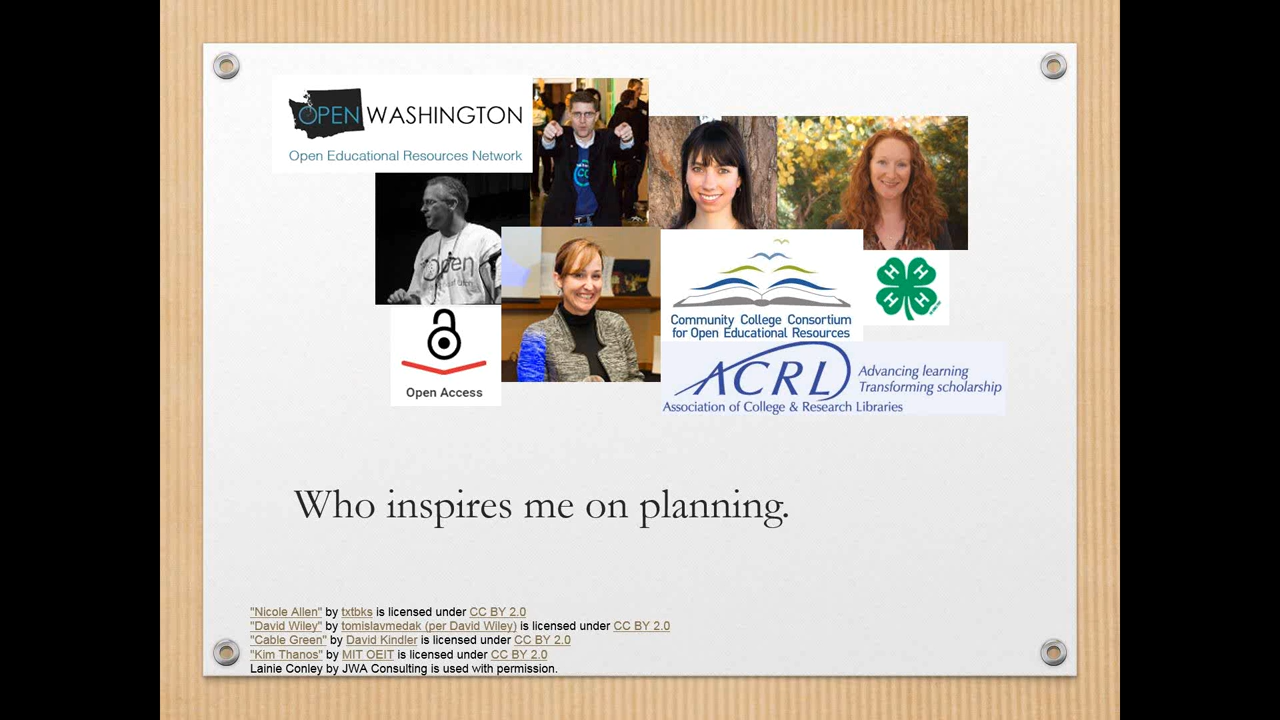 OPEN WASHINGTON
Open Educational Resources Network
CC
Open
Community College Consortium
for Open Educational Resources
H H
H H
Open Access
ACRL
Advancing learning
Transforming scholarship
Association of College & Research Libraries
Who inspires me on planning.
"Nicole Allen" by txtbks is licensed under CC BY 2.0
"David Wiley" by tomislavmedak (per David Wiley) is licensed under CC BY 2.0
"Cable Green" by David Kindler is licensed under CC BY 2.0
"Kim Thanos" by MIT OEIT is licensed under CC BY 2.0
Lainie Conley by JWA Consulting is used with permission.